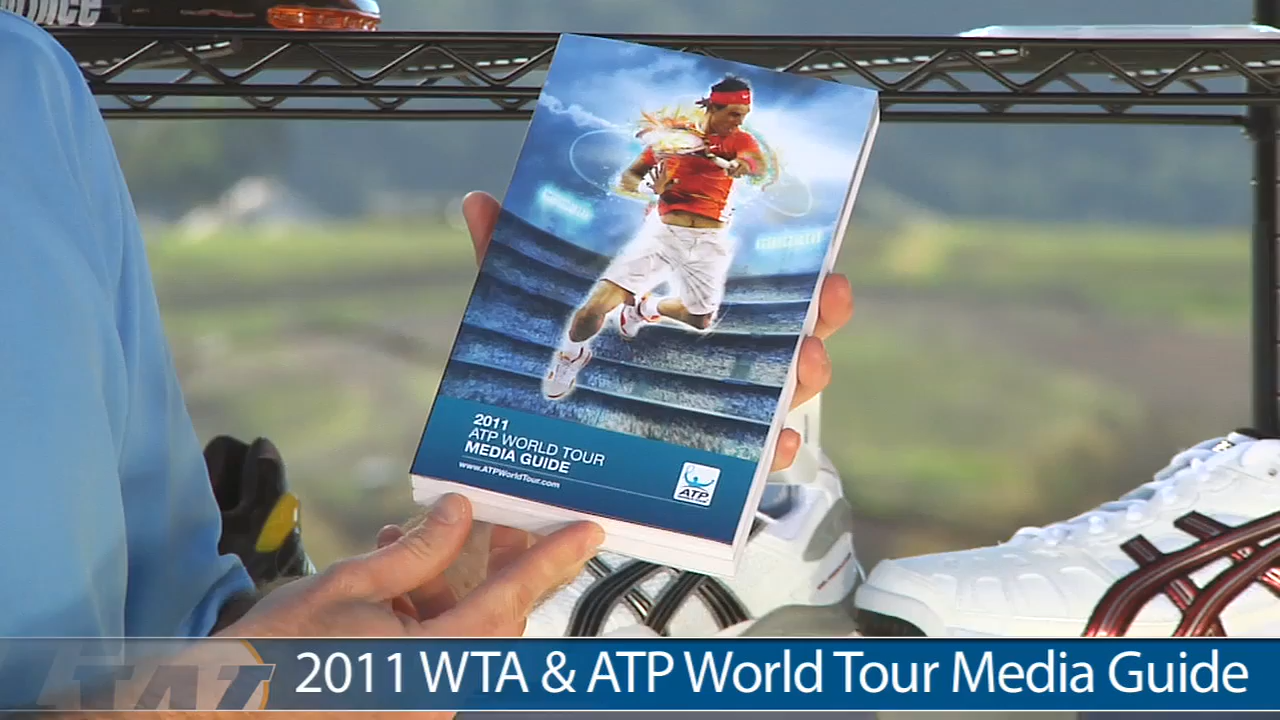 2011
ATP WORLD TOUR
MEDIA GUIDE
www.ATPWorldTour.com
ATP
2011 WTA & ATP World Tour Media Guide